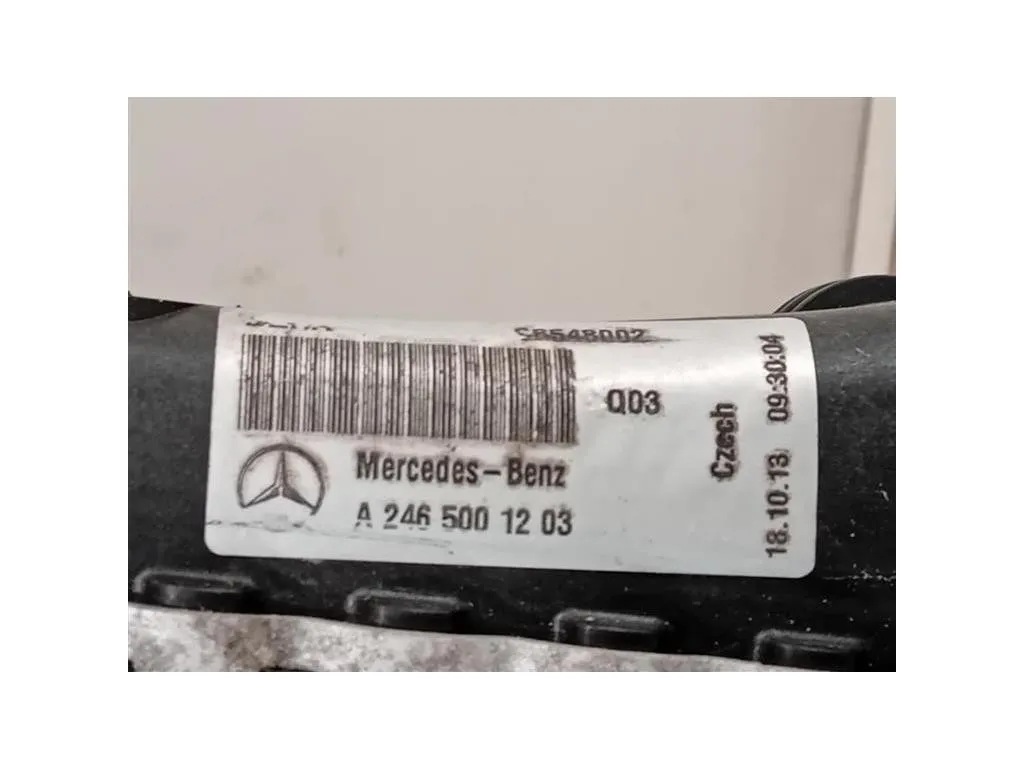 C8548002
Q03
Mercedes-Benz
A 246 500 12 03
Czech
18.10.13 09:30:04